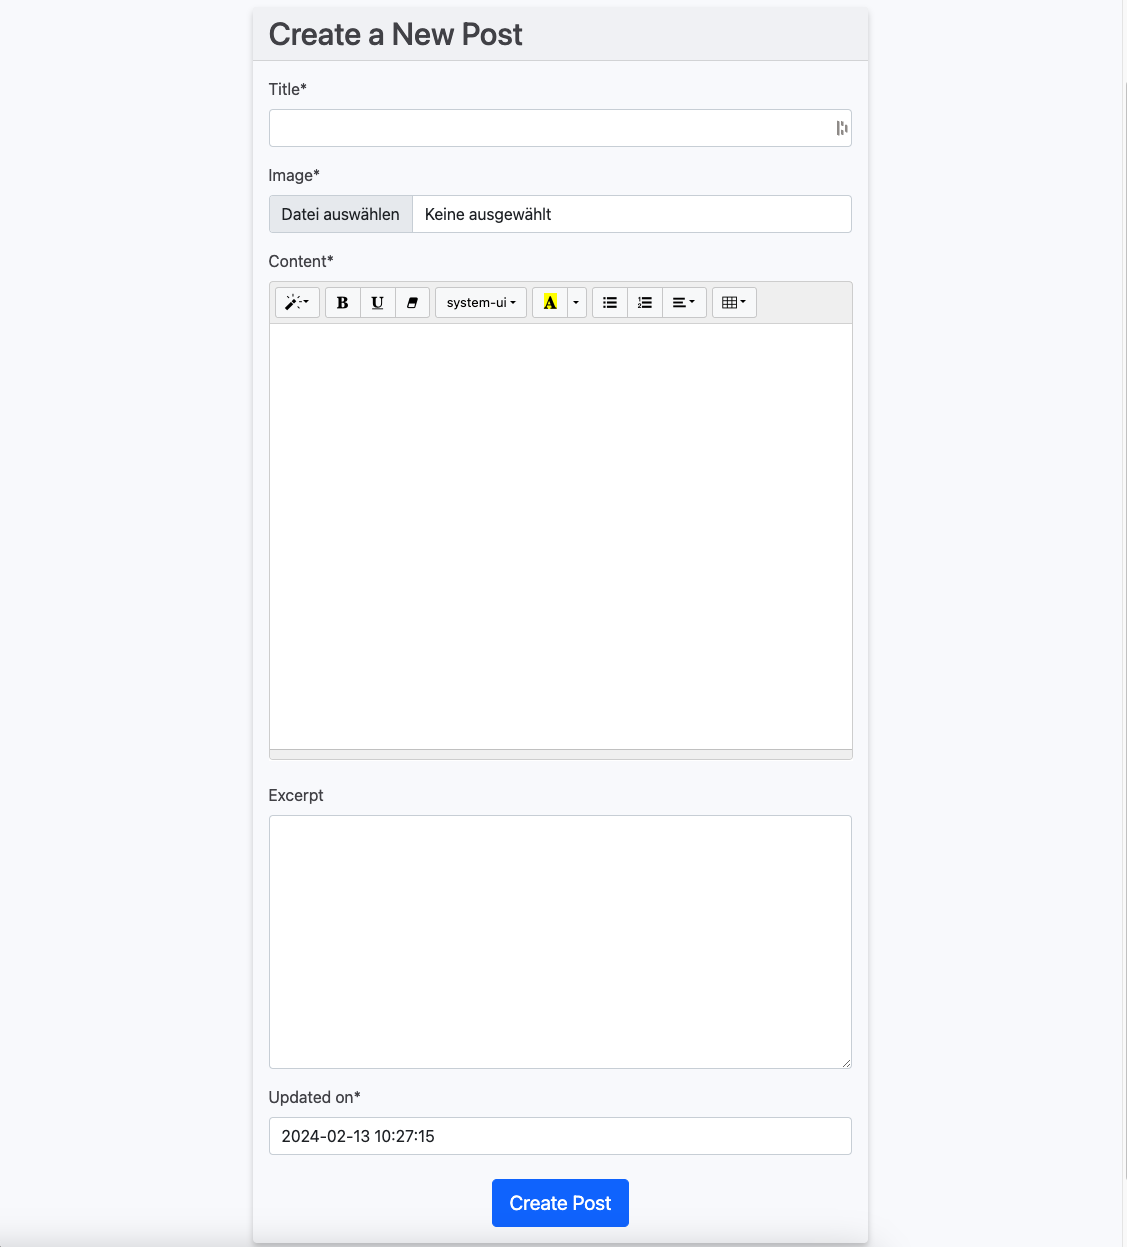 Create a New Post
Title*
Image*
Datei auswählen Keine ausgewählt
Content*
B U system-ui A
Excerpt
Updated on*
2024-02-13 10:27:15
Create Post